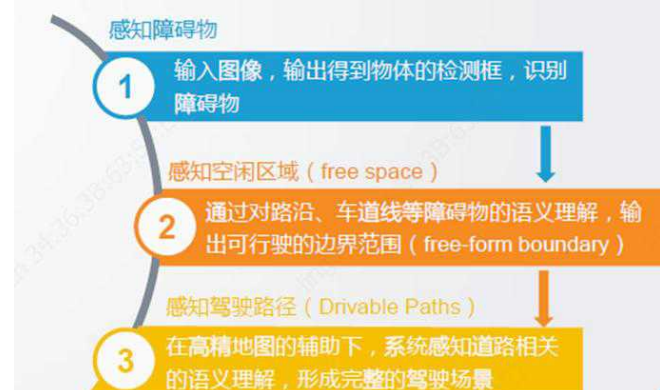 感知障碍物
1
输入图像，输出得到物体的检测框，识别
障碍物
感知空闲区域（free space）
2
通过对路沿、车道线等障碍物的语义理解，输
出可行驶的边界范围（free-form boundary）
感知驾驶路径（Drivable Paths）
3
在高精地图的辅助下，系统感知道路相关
的语义理解，形成完整的驾驶场景